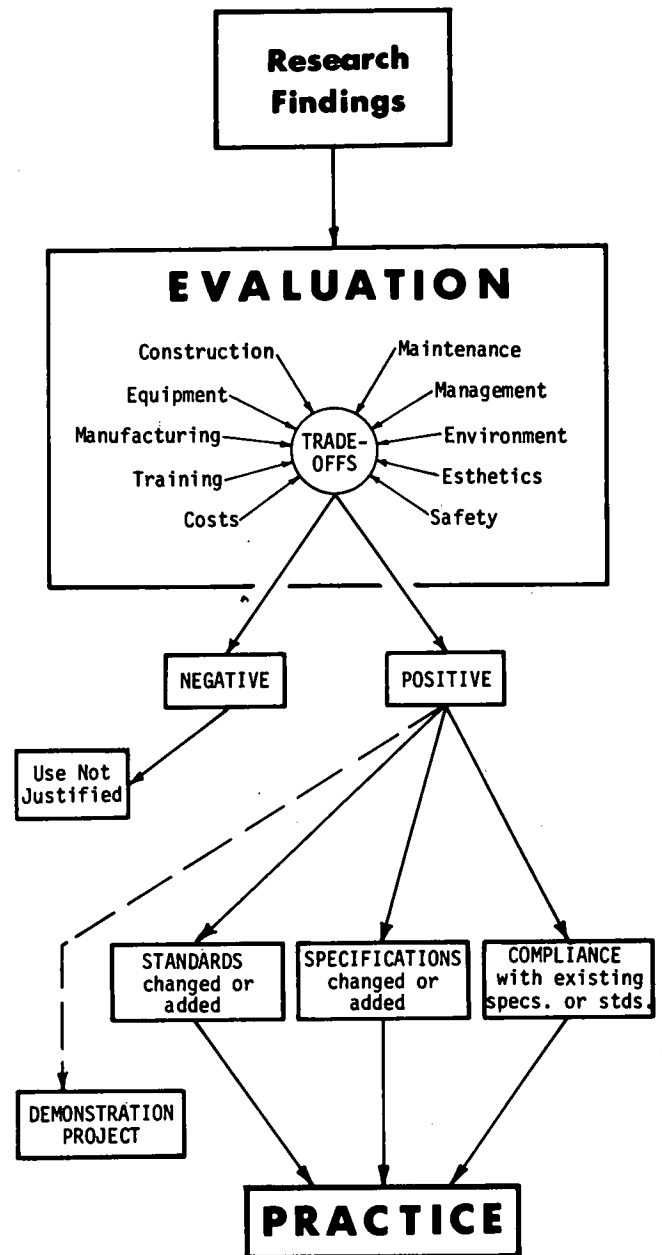 Research
Findings
EVALUATION
Construction
Maintenance
Equipment
Management
Manufacturing
TRADE-
OFFS
Environment
Training
Esthetics
Costs
Safety
NEGATIVE
POSITIVE
Use Not
Justified
STANDARDS
changed or
added
SPECIFICATIONS
changed or
added
COMPLIANCE
with existing
specs. or stds.
DEMONSTRATION
PROJECT
PRACTICE